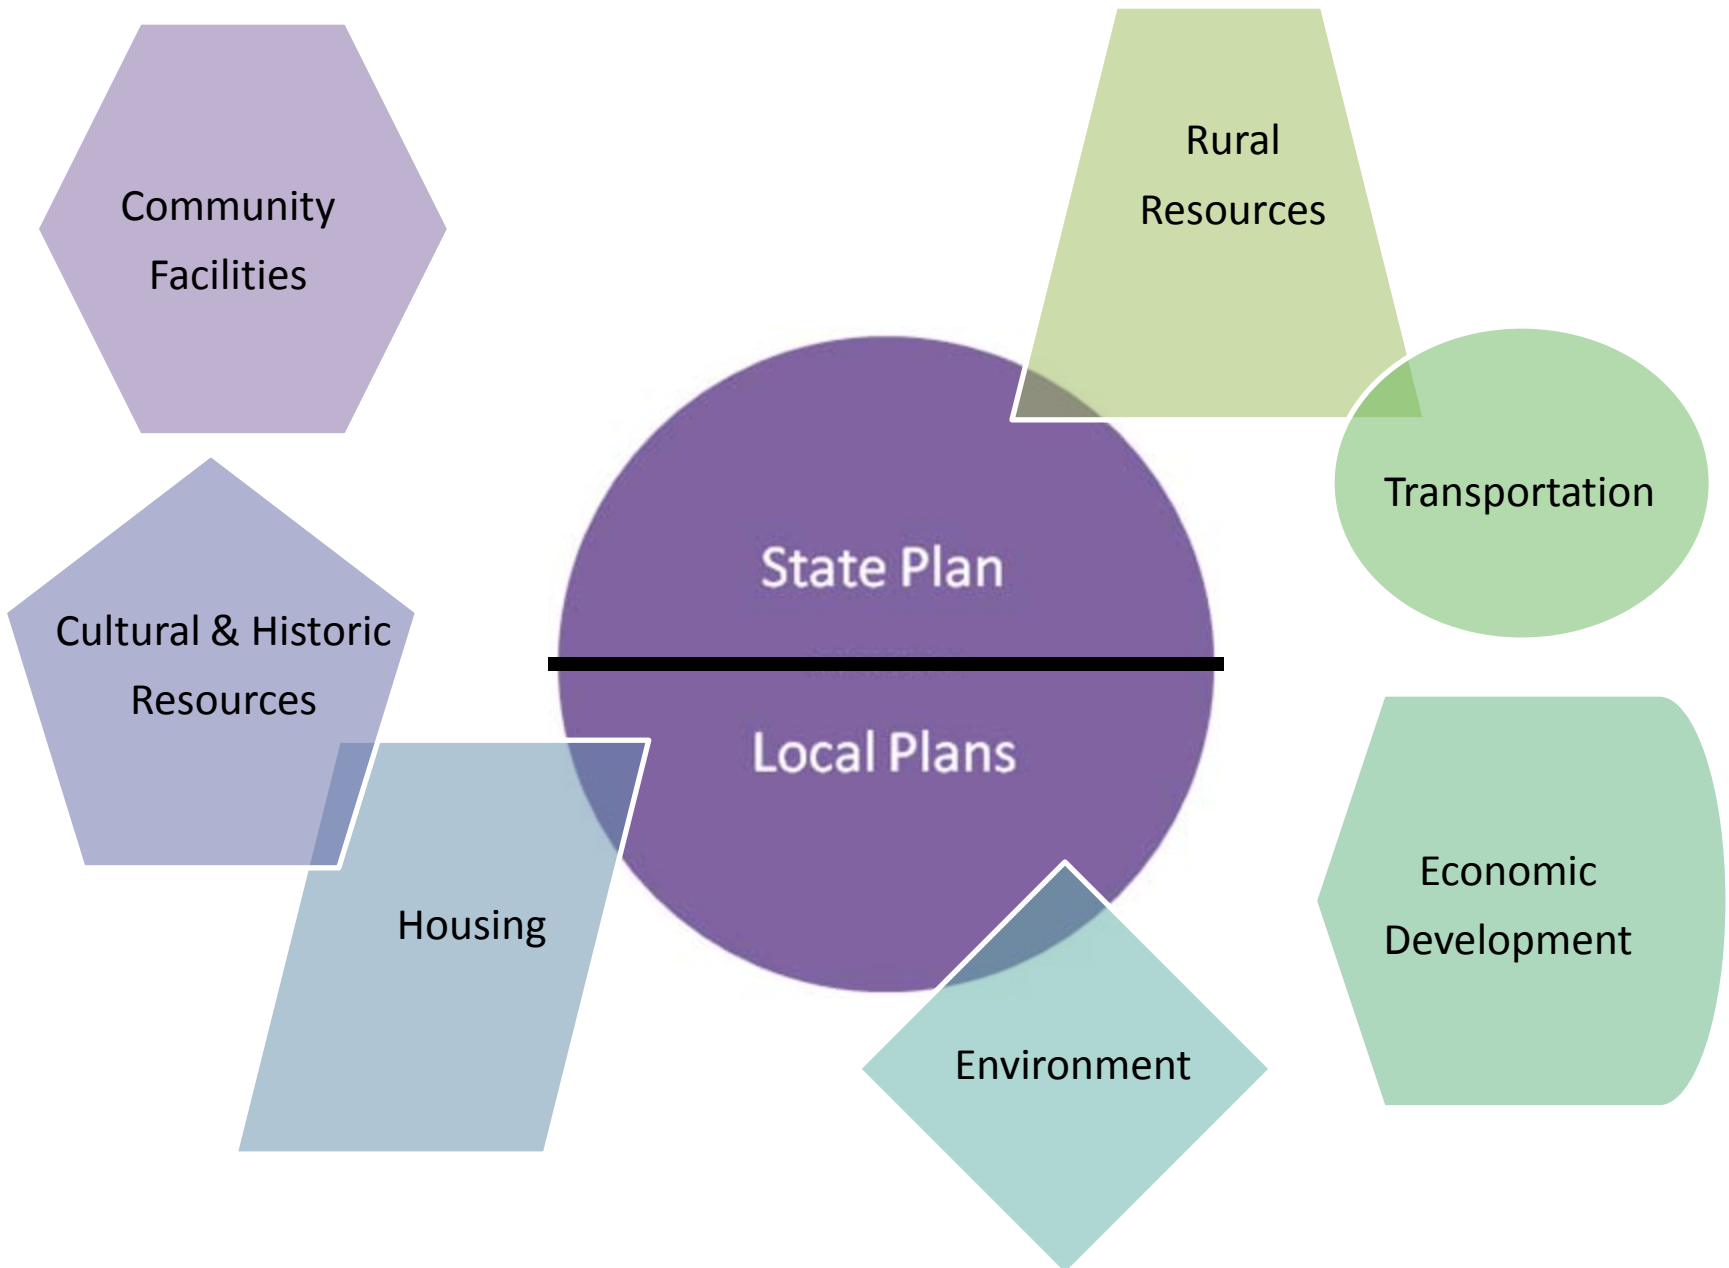 Community
Facilities
Rural
Resources
Transportation
State Plan
Local Plans
Cultural & Historic
Resources
Housing
Environment
Economic
Development